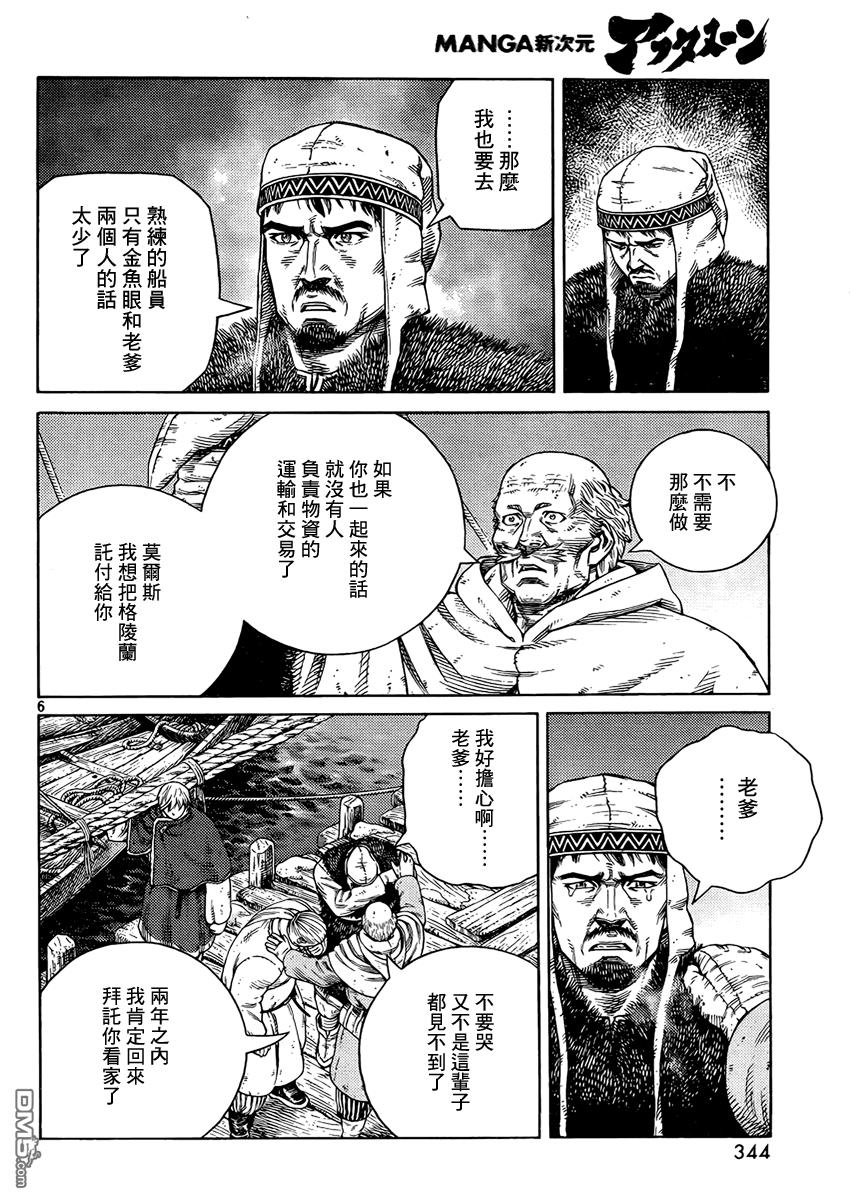 MANGA新次元 アフタヌーン
……那麼
我也要去
熟練的船員
只有金魚眼和老爹
兩個人的話
太少了
不
不需要
那麼做
如果
你也一起來的話
就沒有人
負責物資的
運輸和交易了
莫爾斯
我想把格陵蘭
託付給你
6
老爹
……
我好擔心啊
老爹……
……
不要哭
又不是這輩子
都見不到了
兩年之內
我肯定回來
拜託你看家了
344
DM5.com